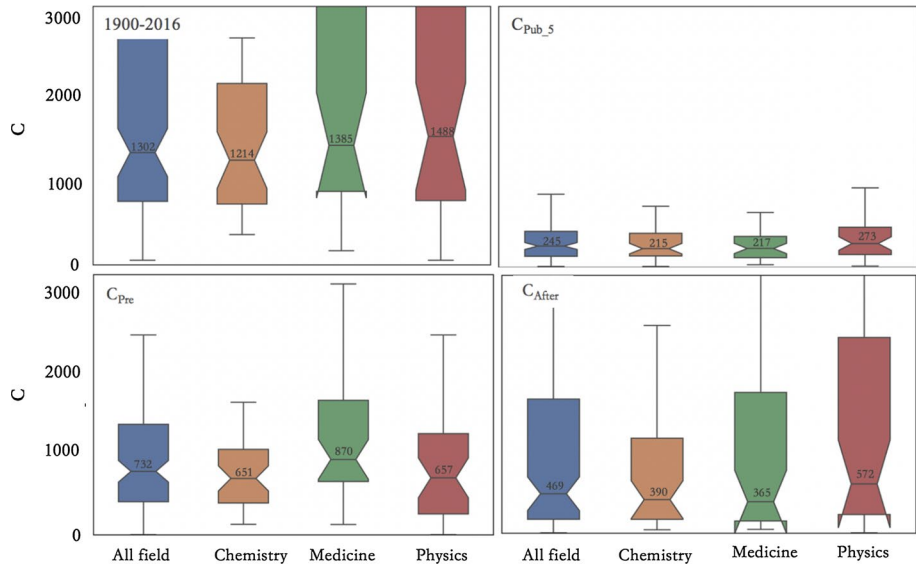 3000
1900-2016
C_Pub_5
2000
C
1302
1214
1385
1488
1000
245
215
217
273
0
3000
C_Pre
C_After
2000
C
1000
732
651
870
657
469
390
365
572
0
All field
Chemistry
Medicine
Physics
All field
Chemistry
Medicine
Physics